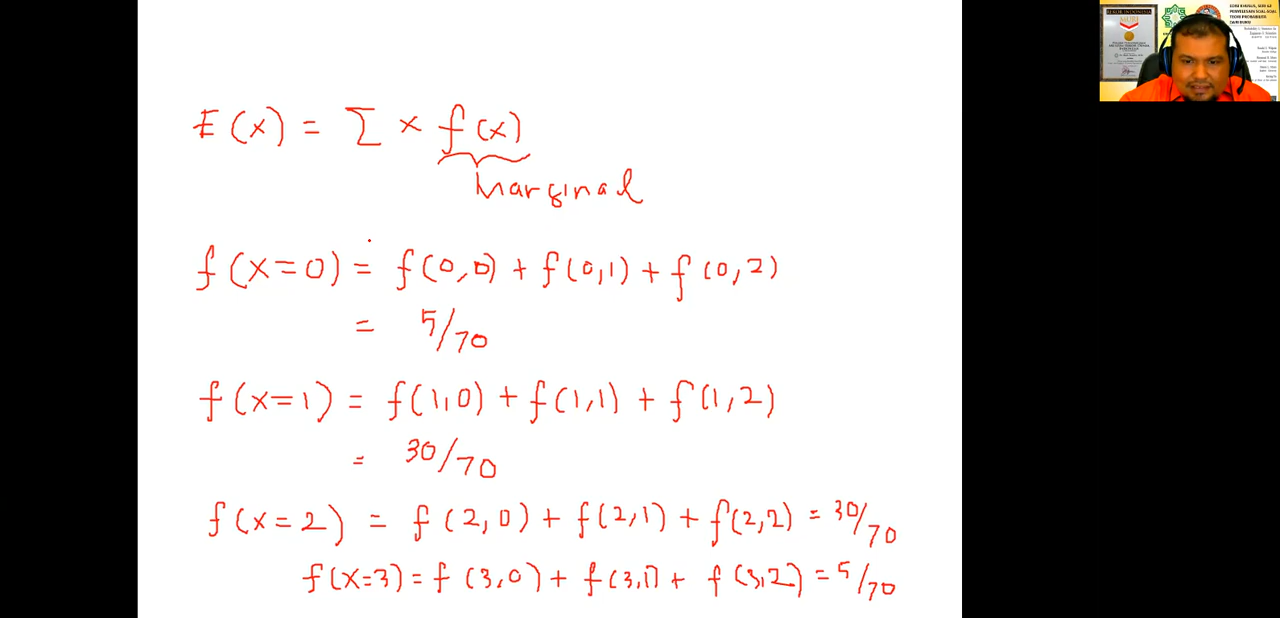 E(x) = Σ x f(x)
Marginal
f(x=0) = f(0,0) + f(0,1) + f(0,2)
= 5/70
f(x=1) = f(1,0) + f(1,1) + f(1,2)
= 30/70
f(x=2) = f(2,0) + f(2,1) + f(2,2) = 30/70
f(x=3) = f(3,0) + f(3,1) + f(3,2) = 5/70
MURI